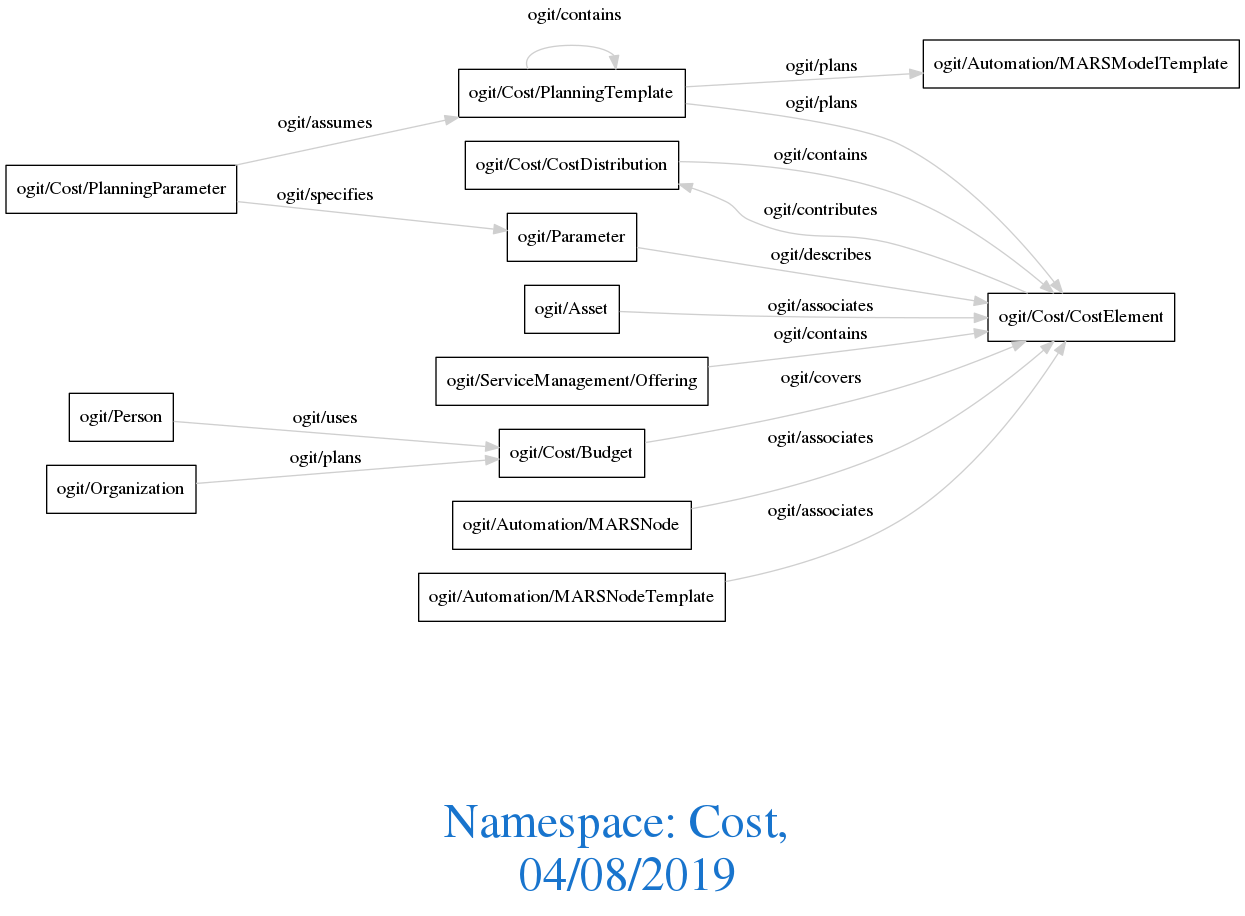 ogit/contains
ogit/plans
ogit/Automation/MARSModelTemplate
ogit/Cost/PlanningTemplate
ogit/plans
ogit/assumes
ogit/contains
ogit/Cost/CostDistribution
ogit/Cost/PlanningParameter
ogit/specifies
ogit/contributes
ogit/Parameter
ogit/describes
ogit/associates
ogit/Asset
ogit/Cost/CostElement
ogit/contains
ogit/ServiceManagement/Offering
ogit/covers
ogit/Person
ogit/uses
ogit/associates
ogit/Cost/Budget
ogit/plans
ogit/Organization
ogit/associates
ogit/Automation/MARSNode
ogit/Automation/MARSNodeTemplate
Namespace: Cost,
04/08/2019